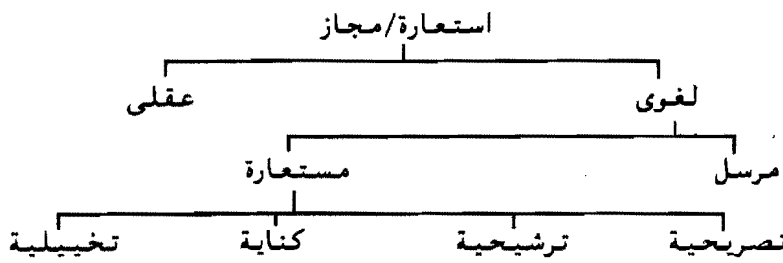 استعارة/مجاز
لغوى عقلى
مرسل مستعارة
تصريحية ترشيحية كناية تخييلية